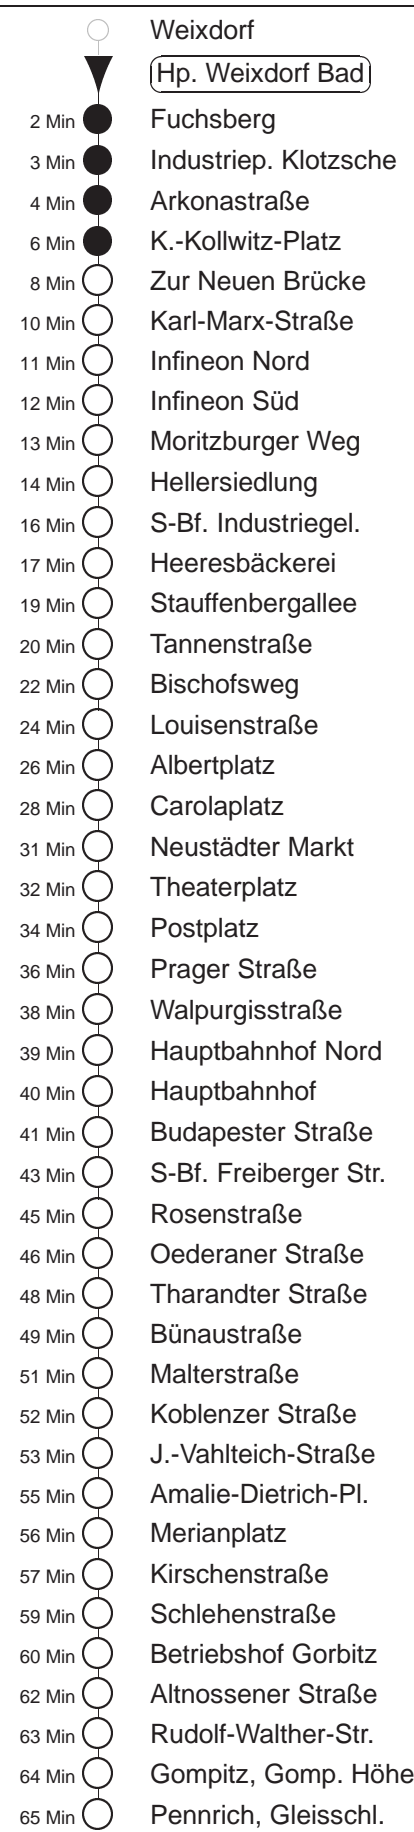 Weixdorf
Hp. Weixdorf Bad
2 Min Fuchsberg
3 Min Industriep. Klotzsche
4 Min Arkonastraße
6 Min K.-Kollwitz-Platz
8 Min Zur Neuen Brücke
10 Min Karl-Marx-Straße
11 Min Infineon Nord
12 Min Infineon Süd
13 Min Moritzburger Weg
14 Min Hellersiedlung
16 Min S-Bf. Industriegel.
17 Min Heeresbäckerei
19 Min Stauffenbergallee
20 Min Tannenstraße
22 Min Bischofsweg
24 Min Louisenstraße
26 Min Albertplatz
28 Min Carolaplatz
31 Min Neustädter Markt
32 Min Theaterplatz
34 Min Postplatz
36 Min Prager Straße
38 Min Walpurgisstraße
39 Min Hauptbahnhof Nord
40 Min Hauptbahnhof
41 Min Budapester Straße
43 Min S-Bf. Freiberger Str.
45 Min Rosenstraße
46 Min Oederaner Straße
48 Min Tharandter Straße
49 Min Bünaustraße
51 Min Malterstraße
52 Min Koblenzer Straße
53 Min J.-Vahlteich-Straße
55 Min Amalie-Dietrich-Pl.
56 Min Merianplatz
57 Min Kirschenstraße
59 Min Schlehenstraße
60 Min Betriebshof Gorbitz
62 Min Altnossener Straße
63 Min Rudolf-Walther-Str.
64 Min Gompitz, Gomp. Höhe
65 Min Pennrich, Gleisschl.